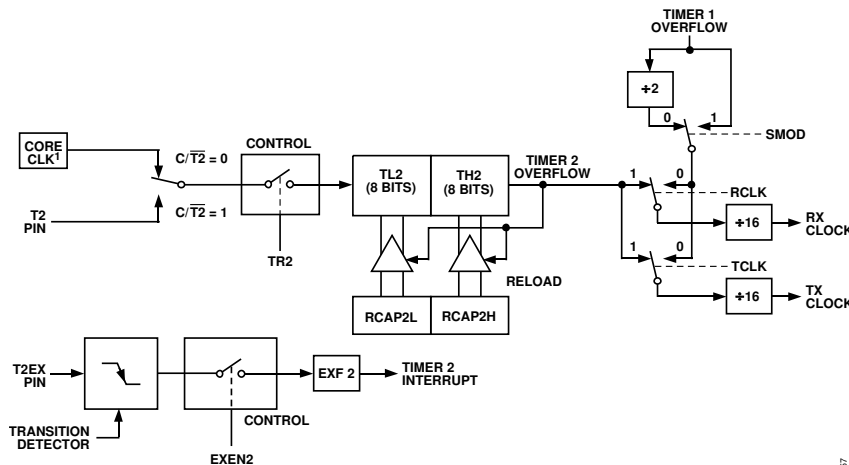 TIMER 1
OVERFLOW
÷2
0
1
SMOD
CORE
CLK1
C/T2 = 0
CONTROL
TL2
(8 BITS)
TH2
(8 BITS)
TIMER 2
OVERFLOW
1
0
RCLK
T2
PIN
C/T2 = 1
÷16
RX
CLOCK
TR2
1
0
RELOAD
TCLK
RCAP2L
RCAP2H
÷16
TX
CLOCK
T2EX
PIN
EXF 2
TIMER 2
INTERRUPT
CONTROL
TRANSITION
DETECTOR
EXEN2